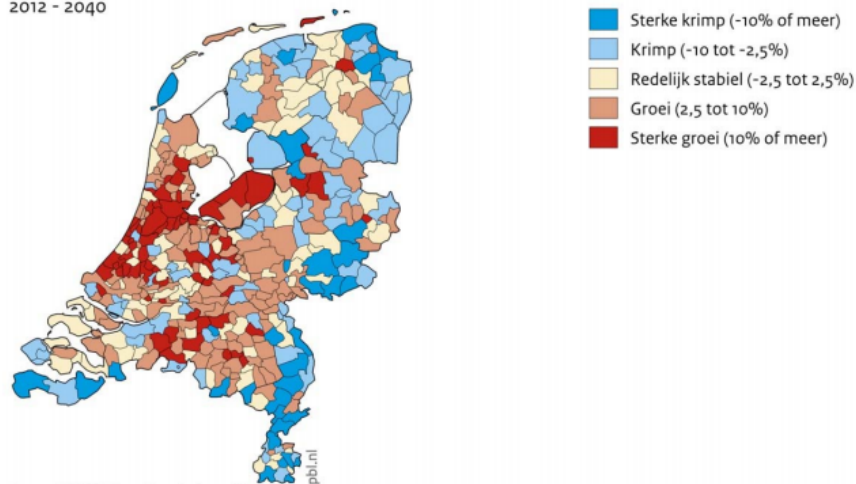 2012 - 2040
Sterke krimp (-10% of meer)
Krimp (-10 tot -2,5%)
Redelijk stabiel (-2,5 tot 2,5%)
Groei (2,5 tot 10%)
Sterke groei (10% of meer)
pbl.nl